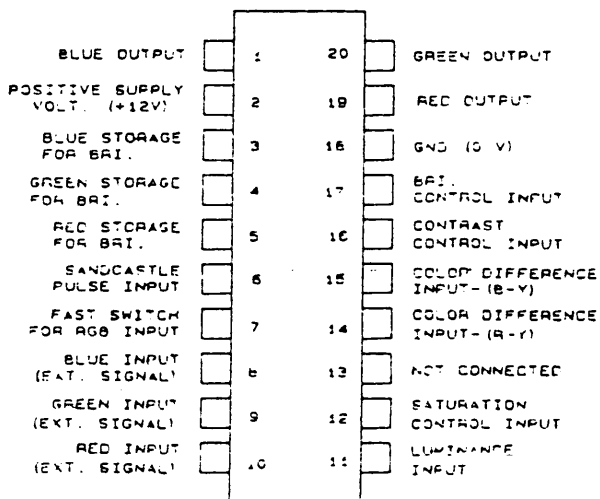 BLUE OUTPUT
1
20
GREEN OUTPUT
POSITIVE SUPPLY
VOLT. (+12V)
2
19
RED OUTPUT
BLUE STORAGE
FOR BRI.
3
18
GND (0 V)
GREEN STORAGE
FOR BRI.
4
17
BRI.
CONTROL INPUT
RED STORAGE
FOR BRI.
5
16
CONTRAST
CONTROL INPUT
SANDCASTLE
PULSE INPUT
6
15
COLOR DIFFERENCE
INPUT-(B-Y)
FAST SWITCH
FOR RGB INPUT
7
14
COLOR DIFFERENCE
INPUT-(R-Y)
BLUE INPUT
(EXT. SIGNAL)
8
13
NOT CONNECTED
GREEN INPUT
(EXT. SIGNAL)
9
12
SATURATION
CONTROL INPUT
RED INPUT
(EXT. SIGNAL)
10
11
LUMINANCE
INPUT